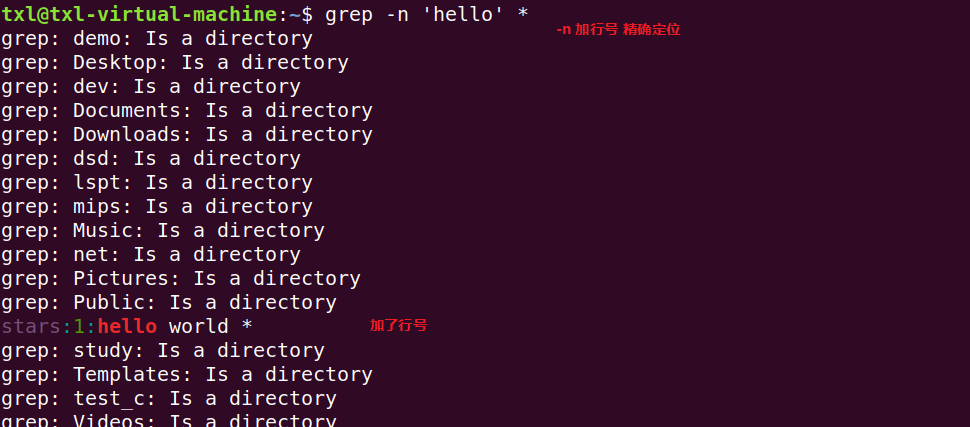 txl@txl-virtual-machine:~$ grep -n 'hello' *
-n 加行号 精确定位
grep: demo: Is a directory
grep: Desktop: Is a directory
grep: dev: Is a directory
grep: Documents: Is a directory
grep: Downloads: Is a directory
grep: dsd: Is a directory
grep: lspt: Is a directory
grep: mips: Is a directory
grep: Music: Is a directory
grep: net: Is a directory
grep: Pictures: Is a directory
grep: Public: Is a directory
stars:1:hello world *
加了行号
grep: study: Is a directory
grep: Templates: Is a directory
grep: test_c: Is a directory
grep: Videos: Is a directory